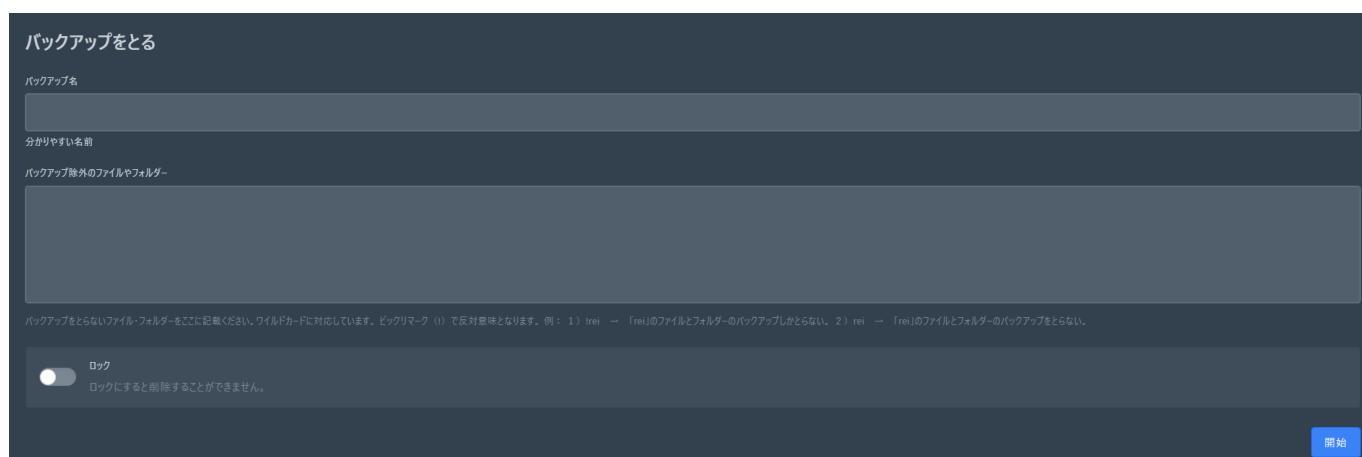 バックアップをとる
バックアップ名
分かりやすい名前
バックアップ除外のファイルやフォルダー
バックアップをとらないファイル・フォルダーをここに記載ください。ワイルドカードに対応しています。ビックリマーク（!）で反対意味となります。例： １）!rei → 「rei」のファイルとフォルダーのバックアップしかとらない。２）rei → 「rei」のファイルとフォルダーのバックアップをとらない。
ロック
ロックにすると削除することができません。
開始